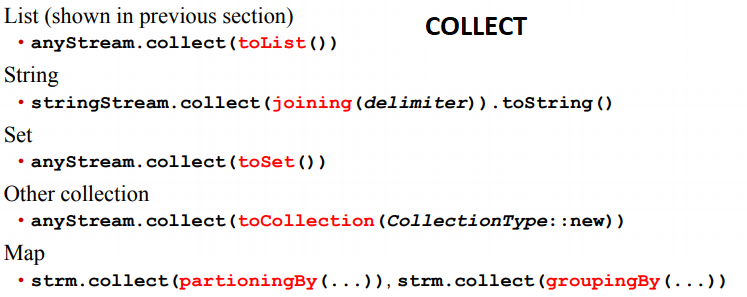 List (shown in previous section)
COLLECT
• anyStream.collect(toList())
String
• stringStream.collect(joining(delimiter)).toString()
Set
• anyStream.collect(toSet())
Other collection
• anyStream.collect(toCollection(CollectionType::new))
Map
• strm.collect(partioningBy(...)), strm.collect(groupingBy(...))